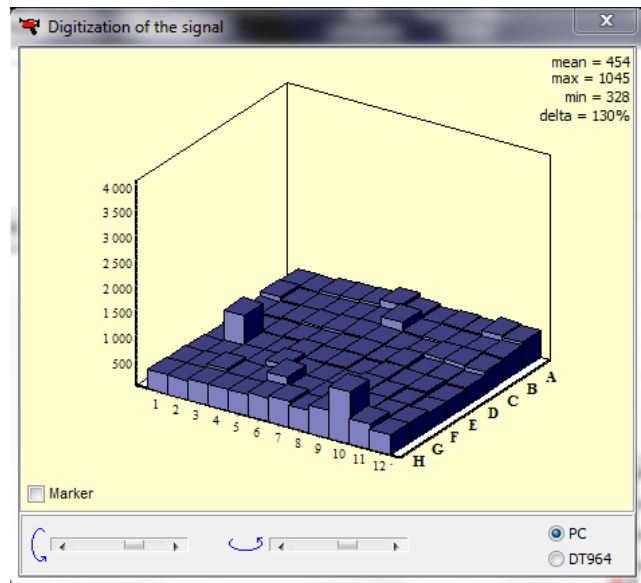 Digitization of the signal
mean = 454
max = 1045
min = 328
delta = 130%
4 000
3 500
3 000
2 500
2 000
1 500
1 000
500
1 2 3 4 5 6 7 8 9 10 11 12
H G F E D C B A
Marker
PC
DT964